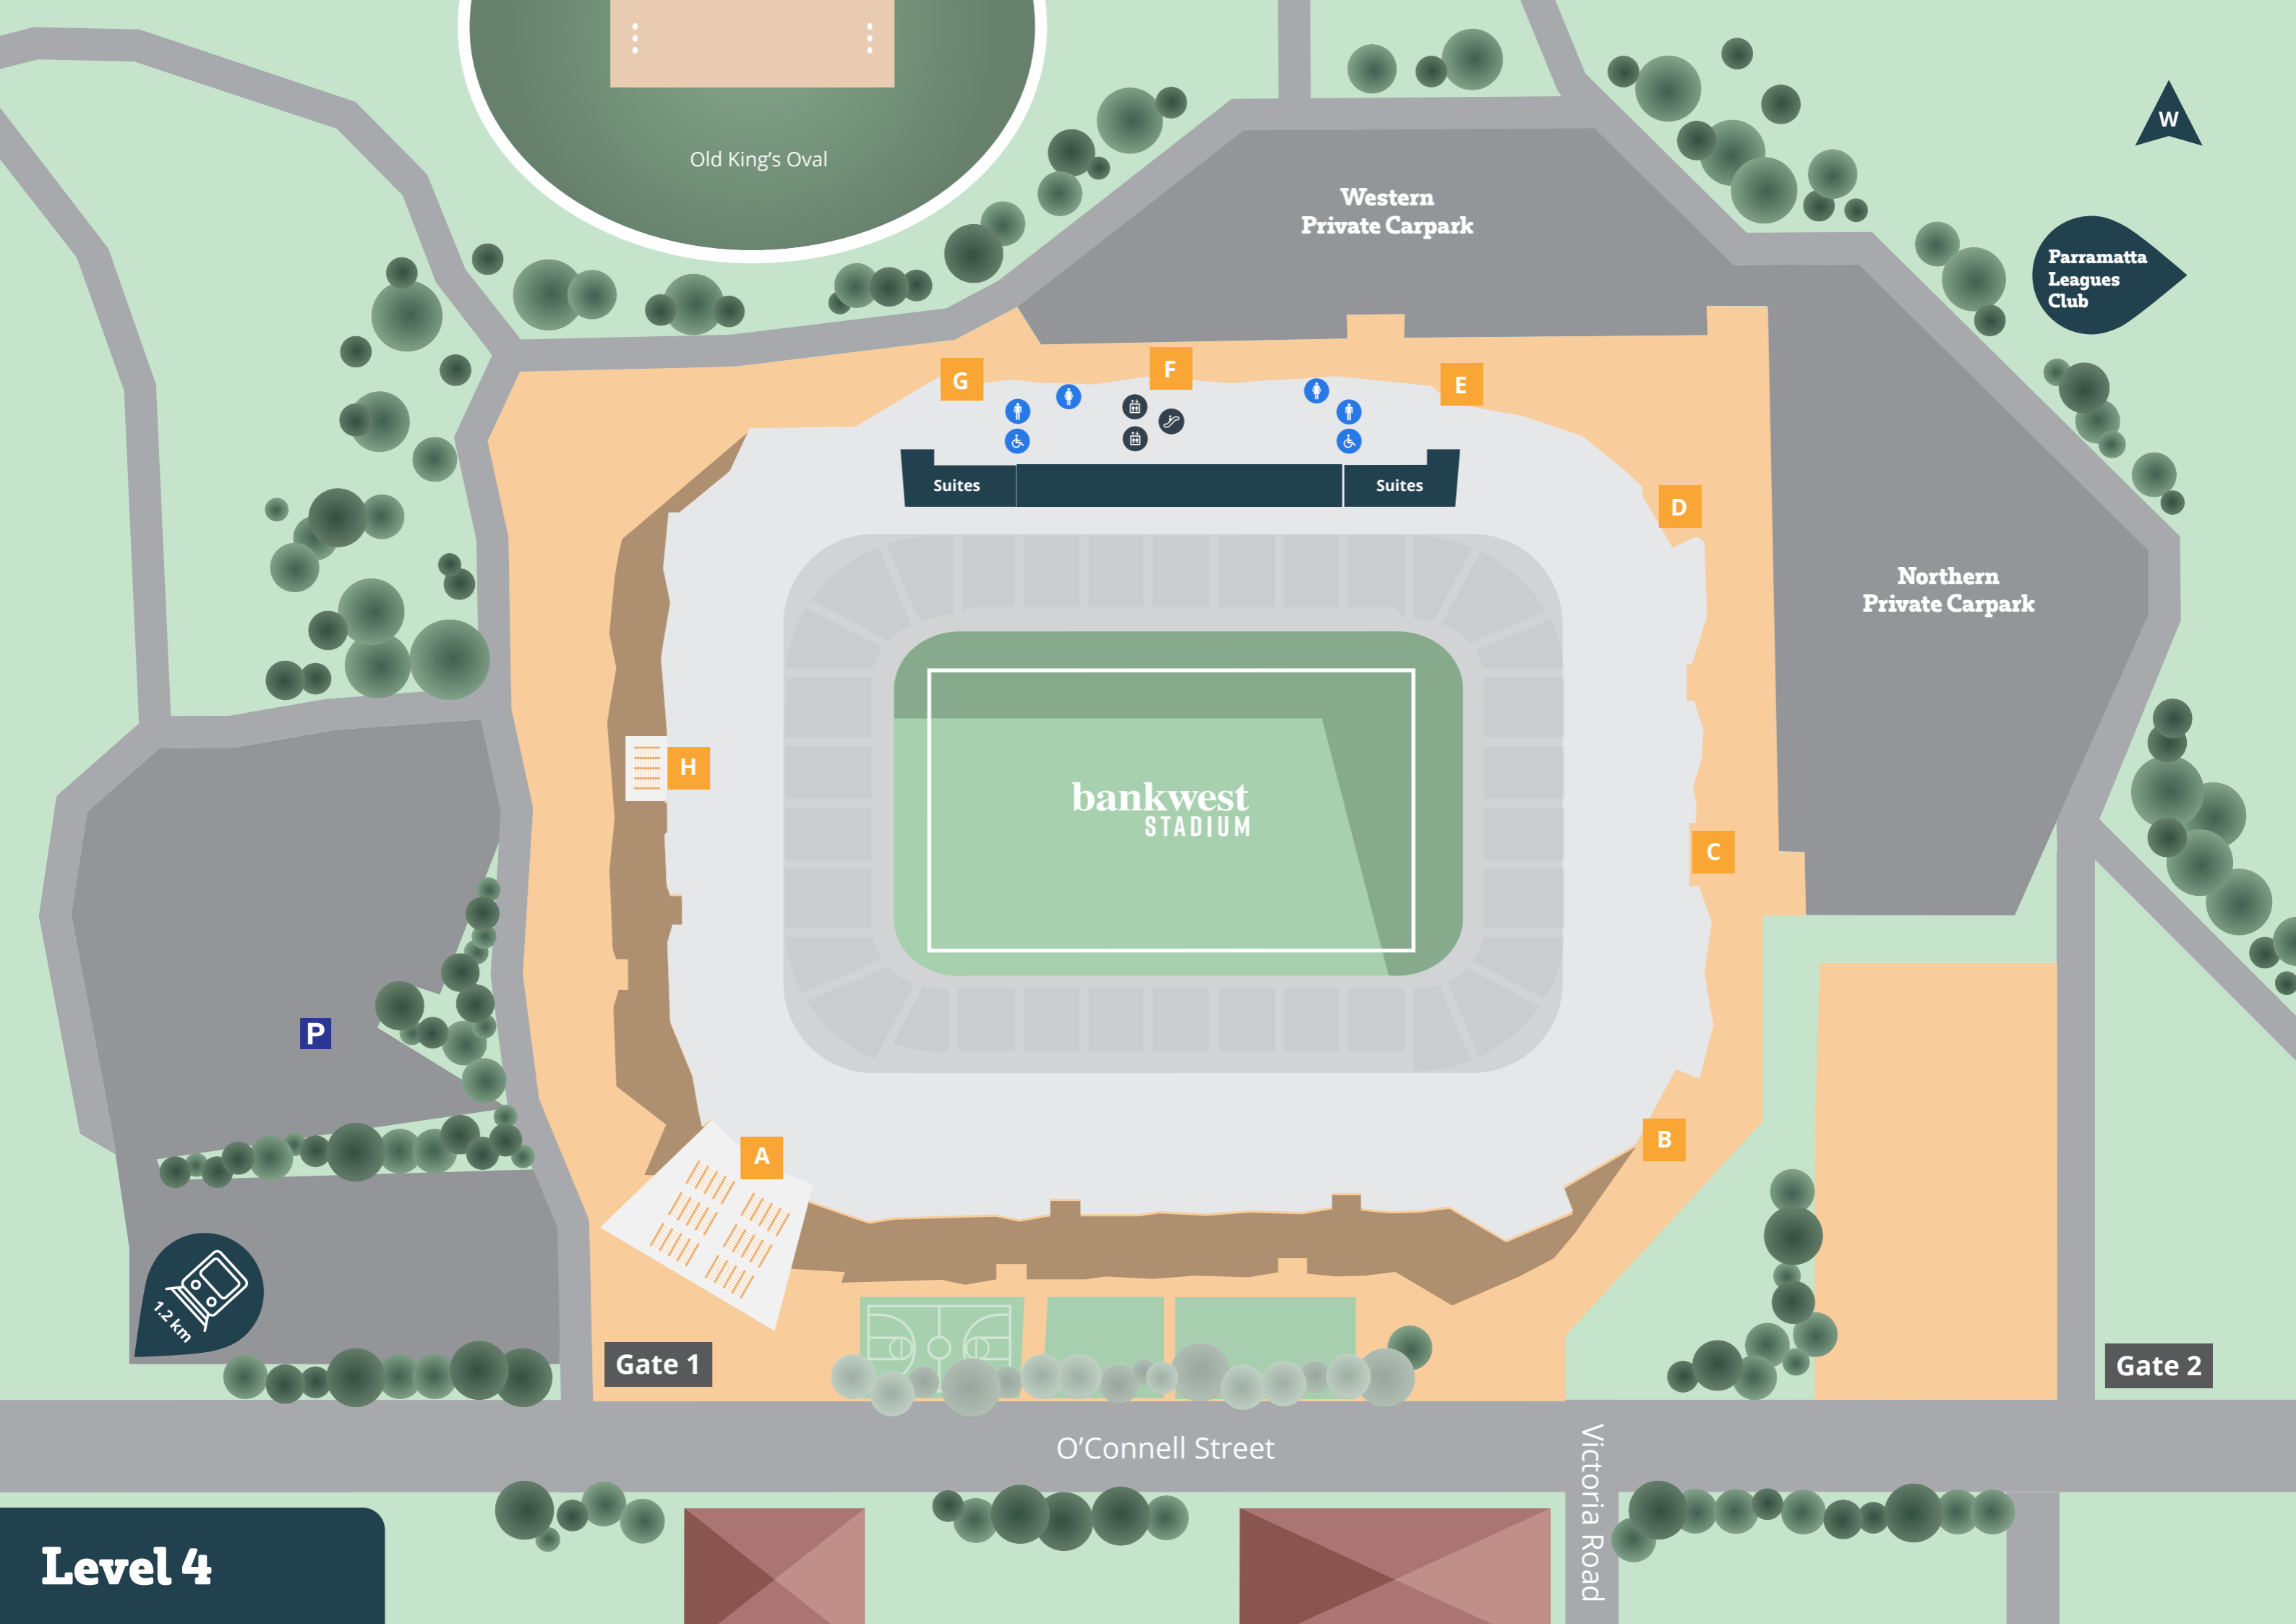 Old King's Oval
W
Western
Private Carpark
Parramatta
Leagues
Club
G
F
E
Suites
Suites
D
Northern
Private Carpark
H
bankwest
STADIUM
C
P
A
B
1.2 km
Gate 1
Gate 2
O'Connell Street
Victoria Road
Level 4